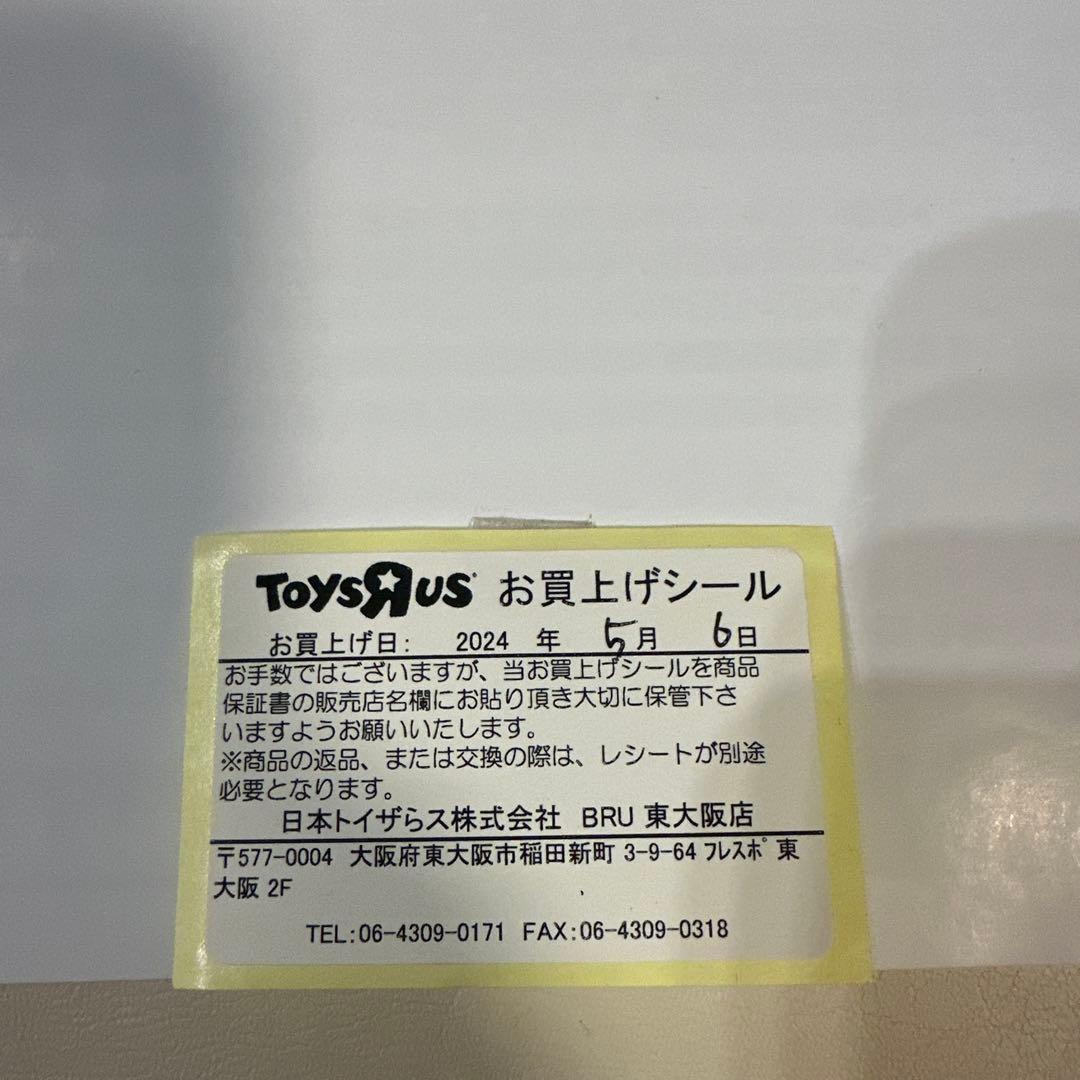 TOYSRUS お買上げシール
お買上げ日: 2024 年 5月 6日
お手数ではございますが、当お買上げシールを商品
保証書の販売店名欄にお貼り頂き大切に保管下さ
いますようお願いいたします。
※商品の返品、または交換の際は、レシートが別途
必要となります。
日本トイザらス株式会社 BRU 東大阪店
〒577-0004 大阪府東大阪市稲田新町 3-9-64 フレスポ 東
大阪 2F
TEL:06-4309-0171 FAX:06-4309-0318